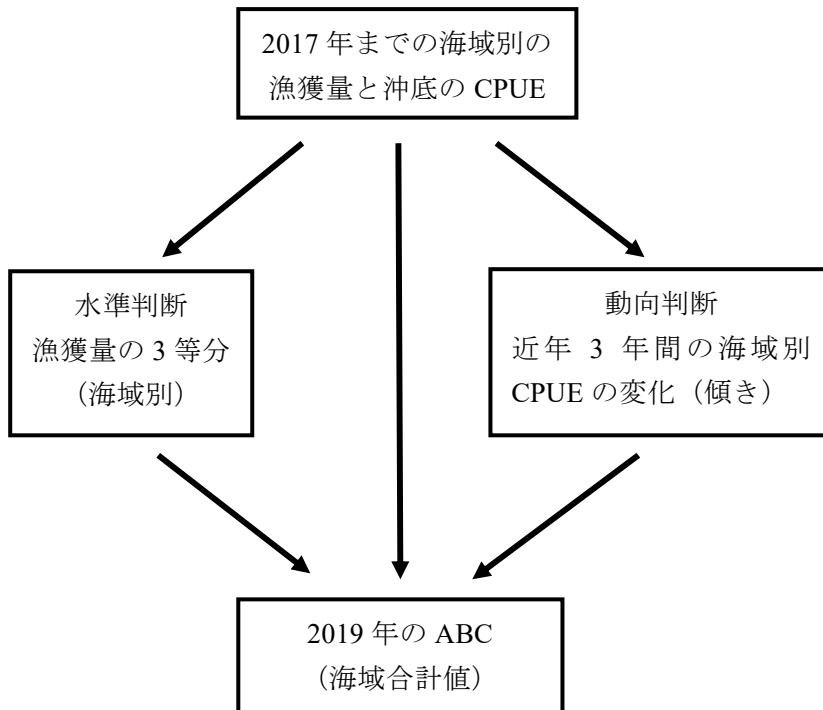 2017 年までの海域別の
漁獲量と沖底の CPUE
水準判断
漁獲量の 3 等分
（海域別）
動向判断
近年 3 年間の海域別
CPUE の変化（傾き）
2019 年の ABC
（海域合計値）